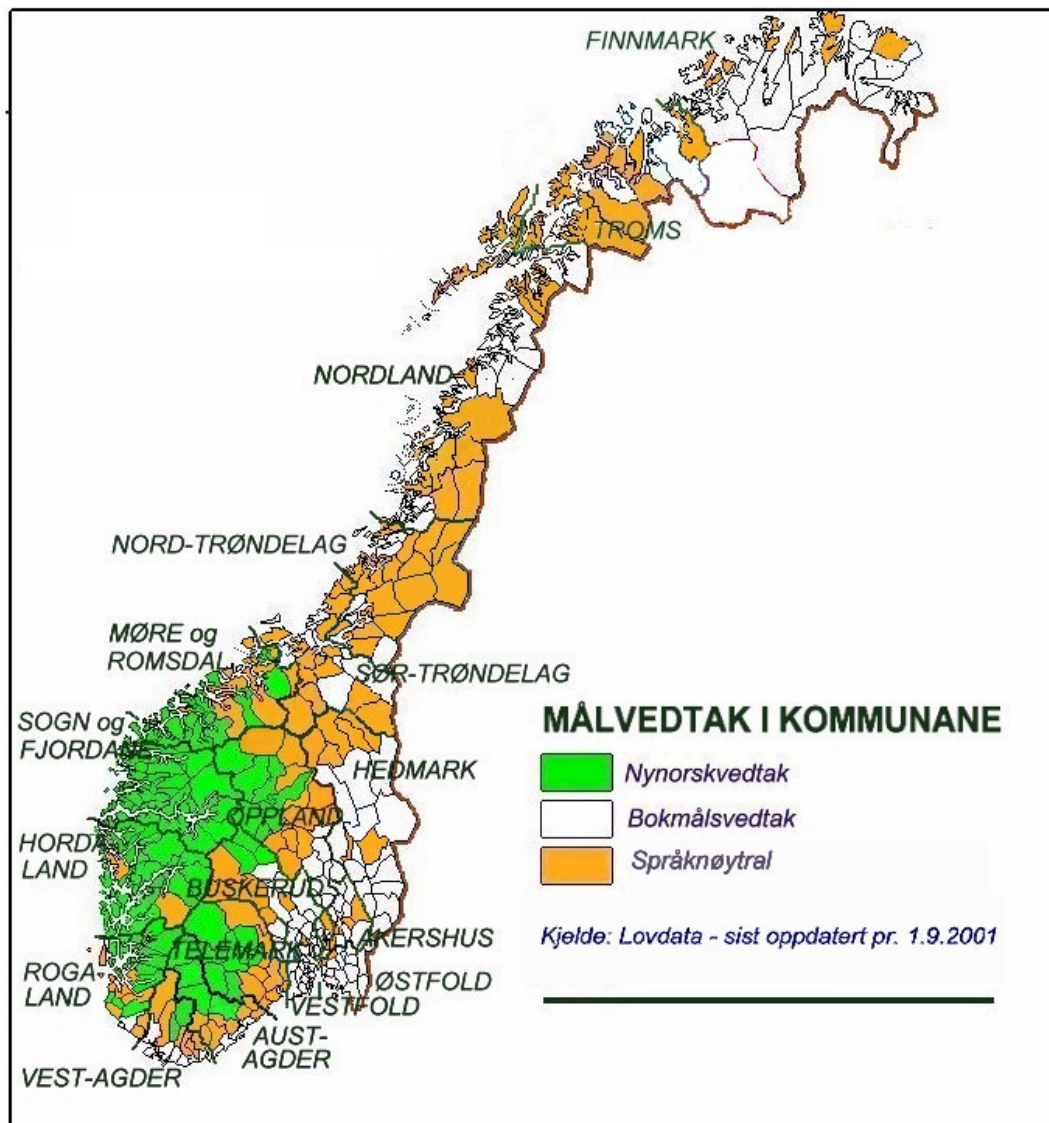 FINNMARK
TROMS
NORDLAND
NORD-TRØNDELAG
MØRE og
ROMSDAL
SØR-TRØNDELAG
SOGN og
FJORDANE
HEDMARK
OPPLAND
HORDA
LAND
BUSKERUDS
TELEMARK
AKERSHUS
ROGA-
LAND
ØSTFOLD
VESTFOLD
AUST-
AGDER
VEST-AGDER
MÅLVEDTAK I KOMMUNANE
Nynorskvedtak
Bokmålsvedtak
Språknøytral
Kjelde: Lovdata - sist oppdatert pr. 1.9.2001